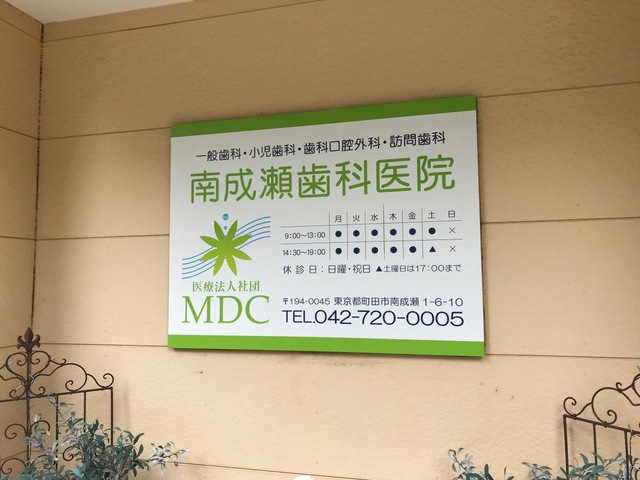 一般歯科・小児歯科・歯科口腔外科・訪問歯科
南成瀬歯科医院
月 火 水 木 金 土 日
9:00〜13:00 ● ● ● ● ● ● ×
14:30〜19:00 ● ● ● ● ● ▲ ×
休診日：日曜・祝日 ▲土曜日は17:00まで
医療法人社団
MDC
〒194-0045 東京都町田市南成瀬 1-6-10
TEL.042-720-0005